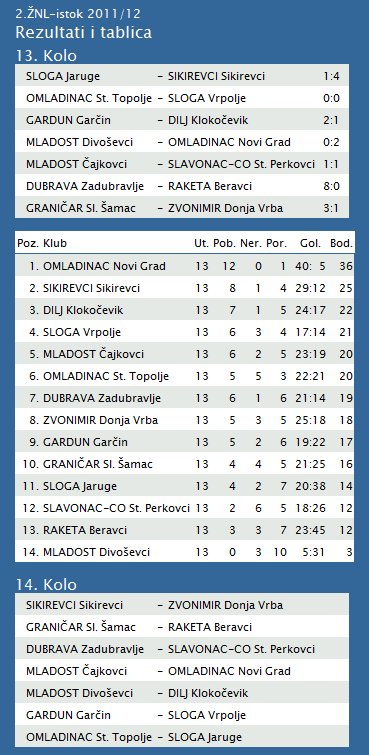 2.ŽNL-istok 2011/12
Rezultati i tablica
13. Kolo
SLOGA Jaruge - SIKIREVCI Sikirevci 1:4
OMLADINAC St. Topolje - SLOGA Vrpolje 0:0
GARDUN Garčin - DILJ Klokočevik 2:1
MLADOST Divoševci - OMLADINAC Novi Grad 0:2
MLADOST Čajkovci - SLAVONAC-CO St. Perkovci 1:1
DUBRAVA Zadubravlje - RAKETA Beravci 8:0
GRANIČAR Sl. Šamac - ZVONIMIR Donja Vrba 3:1
Poz. Klub Ut. Pob. Ner. Por. Gol. Bod.
1. OMLADINAC Novi Grad 13 12 0 1 40: 5 36
2. SIKIREVCI Sikirevci 13 8 1 4 29:12 25
3. DILJ Klokočevik 13 7 1 5 24:17 22
4. SLOGA Vrpolje 13 6 3 4 17:14 21
5. MLADOST Čajkovci 13 6 2 5 23:19 20
6. OMLADINAC St. Topolje 13 5 5 3 22:21 20
7. DUBRAVA Zadubravlje 13 6 1 6 21:14 19
8. ZVONIMIR Donja Vrba 13 5 3 5 25:18 18
9. GARDUN Garčin 13 5 2 6 19:22 17
10. GRANIČAR Sl. Šamac 13 4 4 5 21:25 16
11. SLOGA Jaruge 13 4 2 7 20:38 14
12. SLAVONAC-CO St. Perkovci 13 2 6 5 18:26 12
13. RAKETA Beravci 13 3 3 7 23:45 12
14. MLADOST Divoševci 13 0 3 10 5:31 3
14. Kolo
SIKIREVCI Sikirevci - ZVONIMIR Donja Vrba
GRANIČAR Sl. Šamac - RAKETA Beravci
DUBRAVA Zadubravlje - SLAVONAC-CO St. Perkovci
MLADOST Čajkovci - OMLADINAC Novi Grad
MLADOST Divoševci - DILJ Klokočevik
GARDUN Garčin - SLOGA Vrpolje
OMLADINAC St. Topolje - SLOGA Jaruge